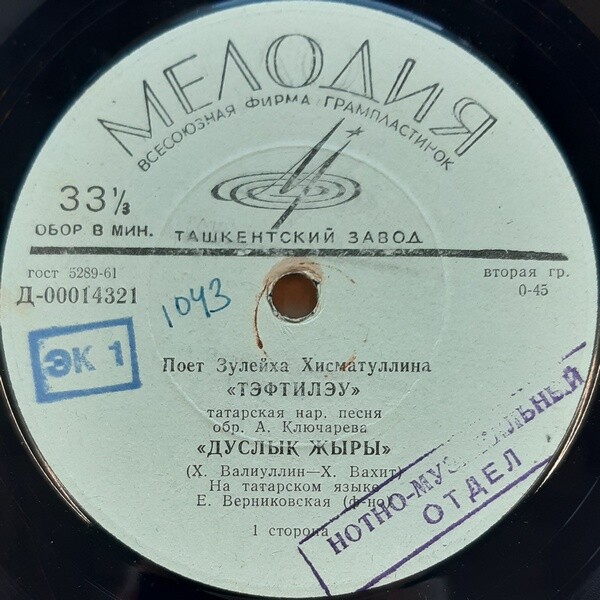 МЕЛОДИЯ
ВСЕСОЮЗНАЯ ФИРМА ГРАМПЛАСТИНОК
33⅓
ОБОР В МИН.
ТАШКЕНТСКИЙ ЗАВОД
гост 5289-61
вторая гр.
Д-00014321
0-45
1043
ЭК 1
Поет Зулейха Хисматуллина
«ТЭФТИЛЭУ»
татарская нар. песня
обр. А. Ключарева
«ДУСЛЫК ЖЫРЫ»
(Х. Валиуллин—Х. Вахит)
На татарском языке
Е. Верниковская (ф-но)
1 сторона
НОТНО-МУЗЫКАЛЬНЫЙ
ОТДЕЛ